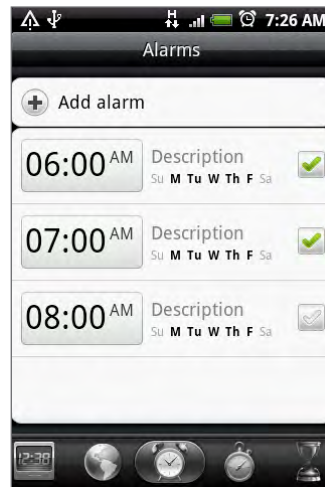 H 7:26 AM
Alarms
Add alarm
06:00 AM Description
Su M Tu W Th F Sa
07:00 AM Description
Su M Tu W Th F Sa
08:00 AM Description
Su M Tu W Th F Sa
12:38